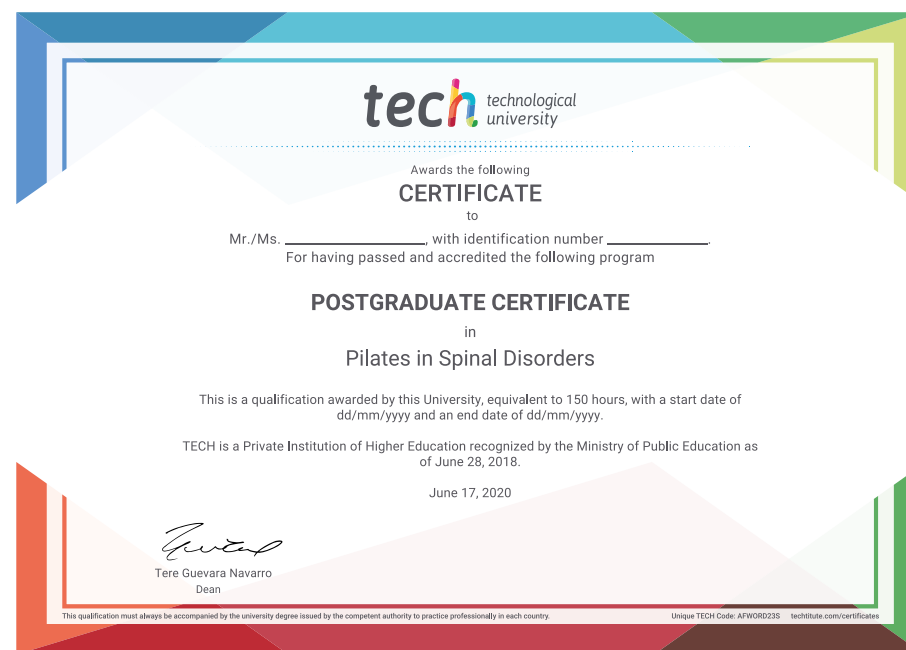 tech technological
university
Awards the following
CERTIFICATE
to
Mr./Ms. ____________, with identification number ____________.
For having passed and accredited the following program
POSTGRADUATE CERTIFICATE
in
Pilates in Spinal Disorders
This is a qualification awarded by this University, equivalent to 150 hours, with a start date of
dd/mm/yyyy and an end date of dd/mm/yyyy.
TECH is a Private Institution of Higher Education recognized by the Ministry of Public Education as
of June 28, 2018.
June 17, 2020
Tere Guevara Navarro
Dean
This qualification must always be accompanied by the university degree issued by the competent authority to practice professionally in each country. Unique TECH Code: AFWORD23S techtitute.com/certificates